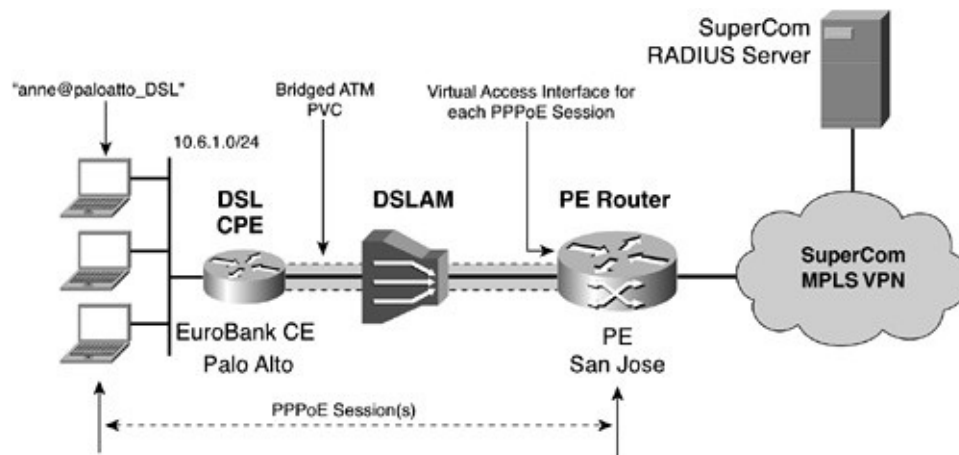 SuperCom
RADIUS Server
"anne@paloatto_DSL"
Bridged ATM
PVC
Virtual Access Interface for
each PPPoE Session
10.6.1.0/24
DSL
CPE
DSLAM
PE Router
SuperCom
MPLS VPN
EuroBank CE
Palo Alto
PE
San Jose
PPPoE Session(s)